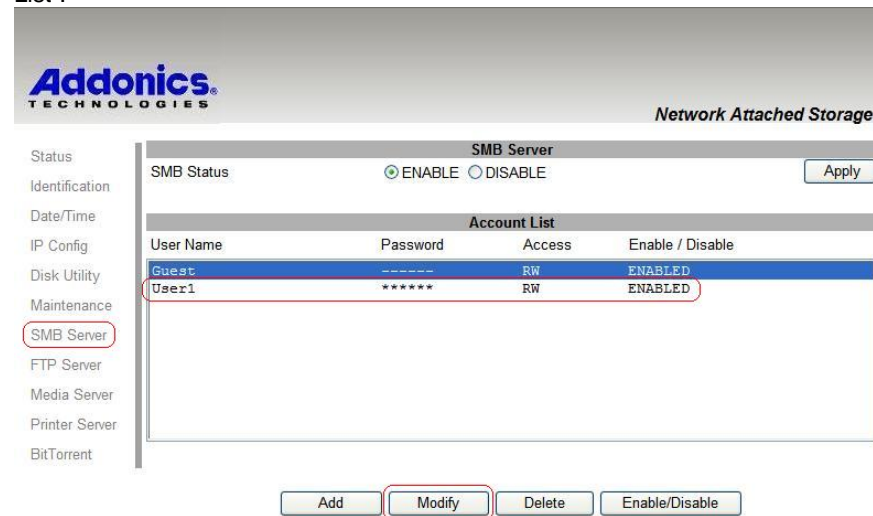 Addonics®
TECHNOLOGIES
Network Attached Storage
Status
Identification
Date/Time
IP Config
Disk Utility
Maintenance
SMB Server
FTP Server
Media Server
Printer Server
BitTorrent
SMB Server
SMB Status ENABLE DISABLE Apply
Account List
User Name Password Access Enable / Disable
Guest ------ RW ENABLED
User1 ****** RW ENABLED
Add Modify Delete Enable/Disable